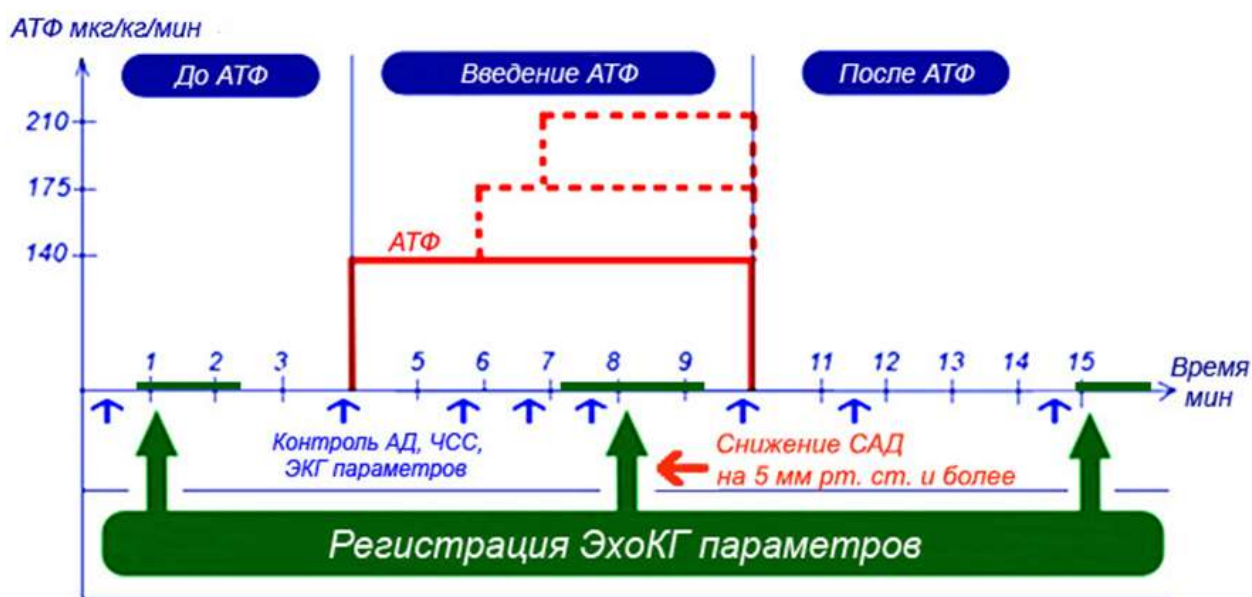 АТФ мкг/кг/мин
До АТФ
Введение АТФ
После АТФ
210
175
140
АТФ
1 2 3 5 6 7 8 9 11 12 13 14 15
Время
мин
Контроль АД, ЧСС,
ЭКГ параметров
Снижение САД
на 5 мм рт. ст. и более
Регистрация ЭхоКГ параметров